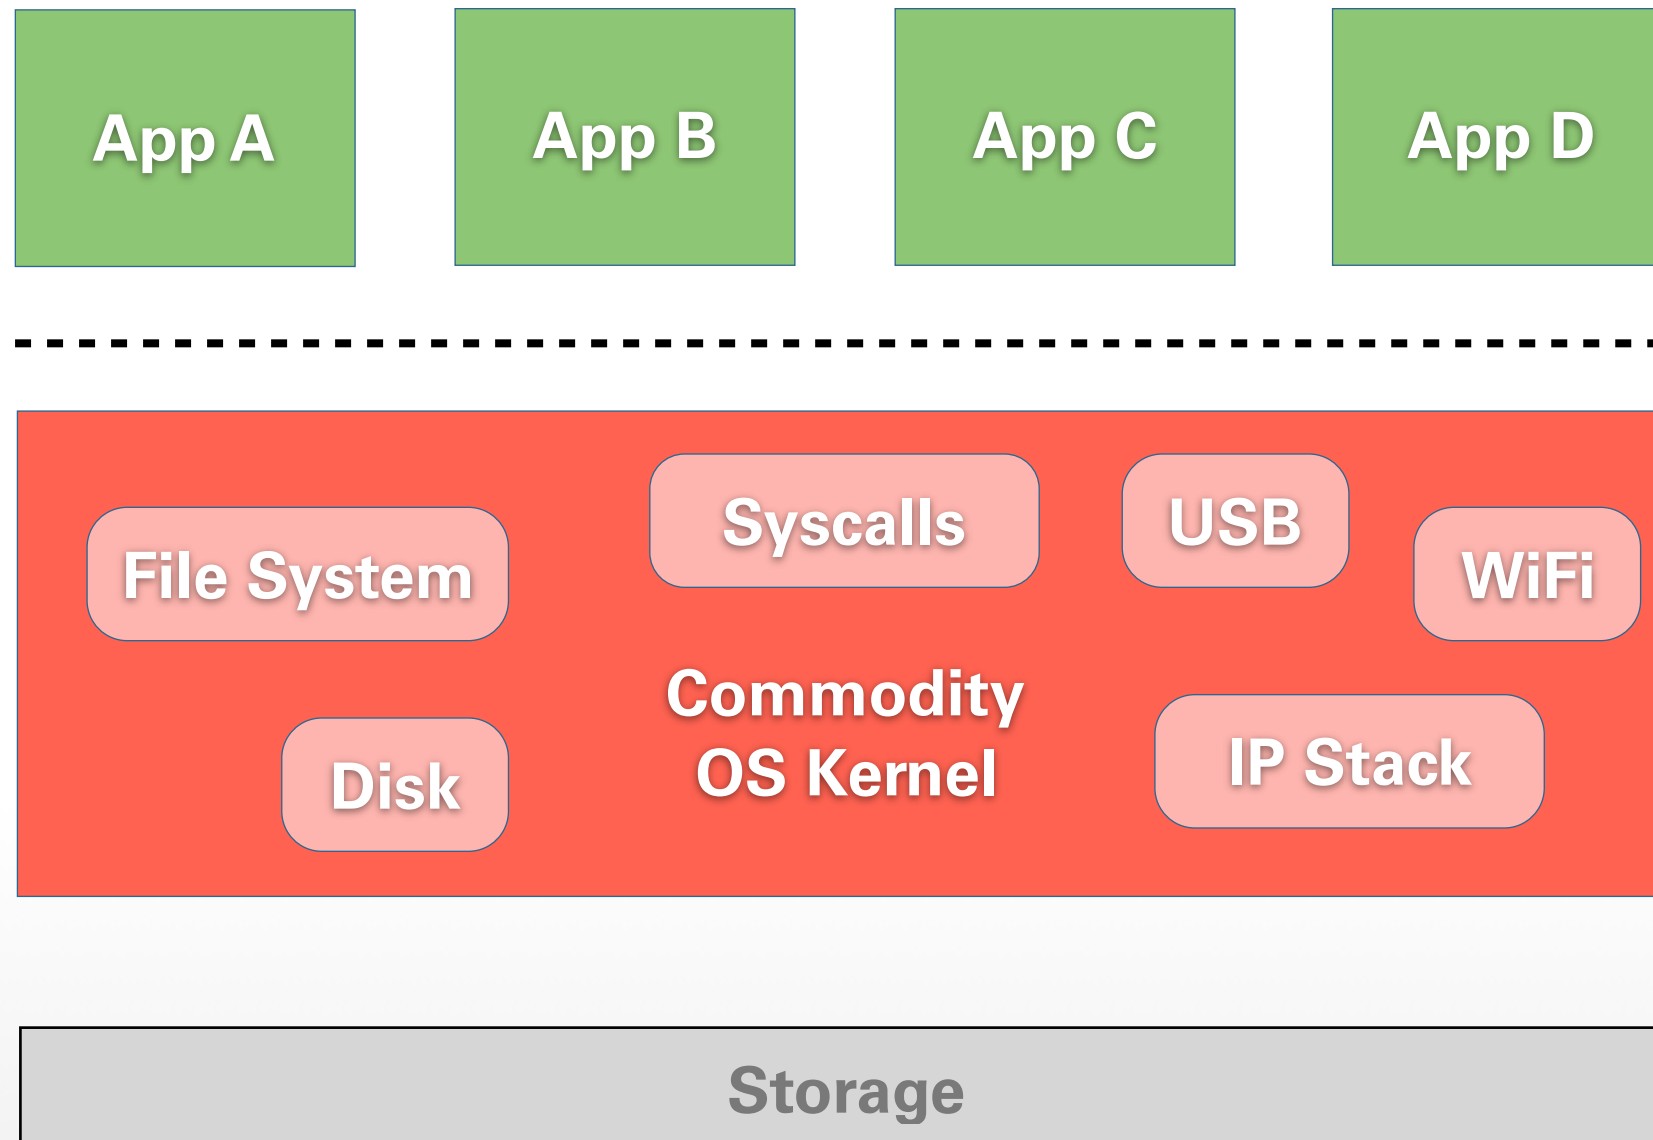 App A
App B
App C
App D
Syscalls
USB
File System
WiFi
Commodity
OS Kernel
IP Stack
Disk
Storage